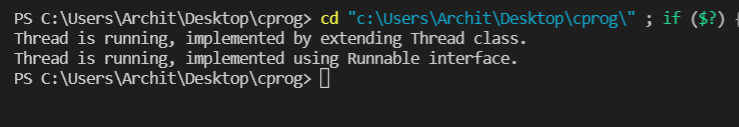 PS C:\Users\Archit\Desktop\cprog> cd "c:\Users\Archit\Desktop\cprog\" ; if ($?) {
Thread is running, implemented by extending Thread class.
Thread is running, implemented using Runnable interface.
PS C:\Users\Archit\Desktop\cprog>